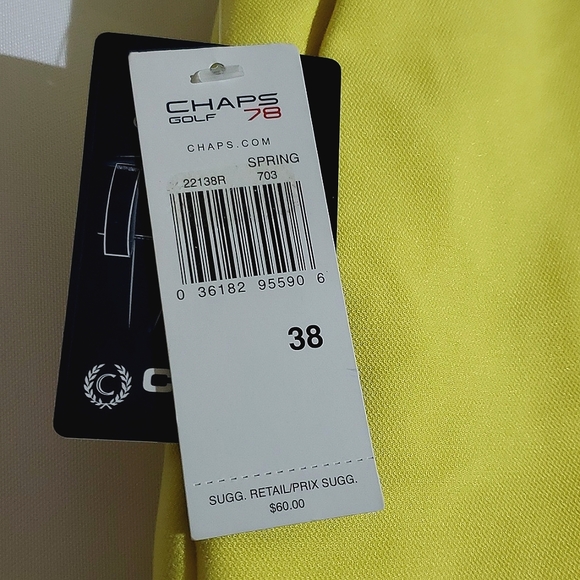 CHAPS
GOLF 78
CHAPS.COM
SPRING
22138R 703
0 36182 95590 6
38
SUGG. RETAIL/PRIX SUGG.
$60.00
C
C